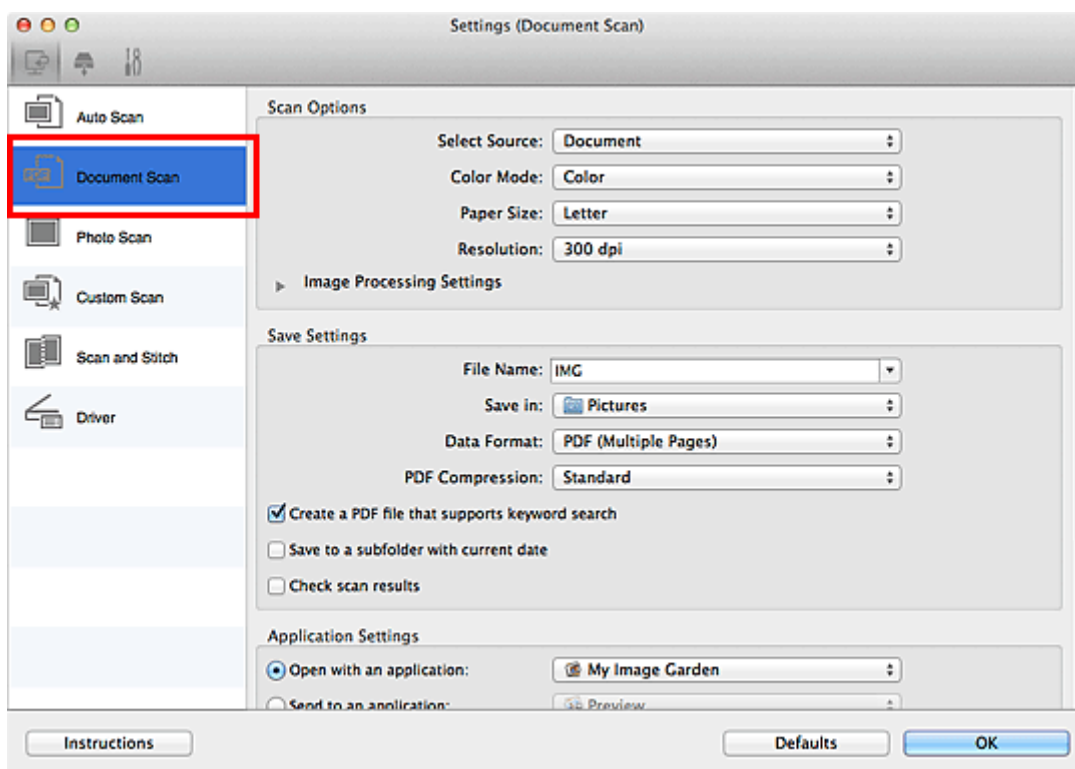 Settings (Document Scan)
Auto Scan
Document Scan
Photo Scan
Custom Scan
Scan and Stitch
Driver
Scan Options
Select Source: Document
Color Mode: Color
Paper Size: Letter
Resolution: 300 dpi
Image Processing Settings
Save Settings
File Name: IMG
Save in: Pictures
Data Format: PDF (Multiple Pages)
PDF Compression: Standard
Create a PDF file that supports keyword search
Save to a subfolder with current date
Check scan results
Application Settings
Open with an application: My Image Garden
Send to an application: Preview
Instructions Defaults OK